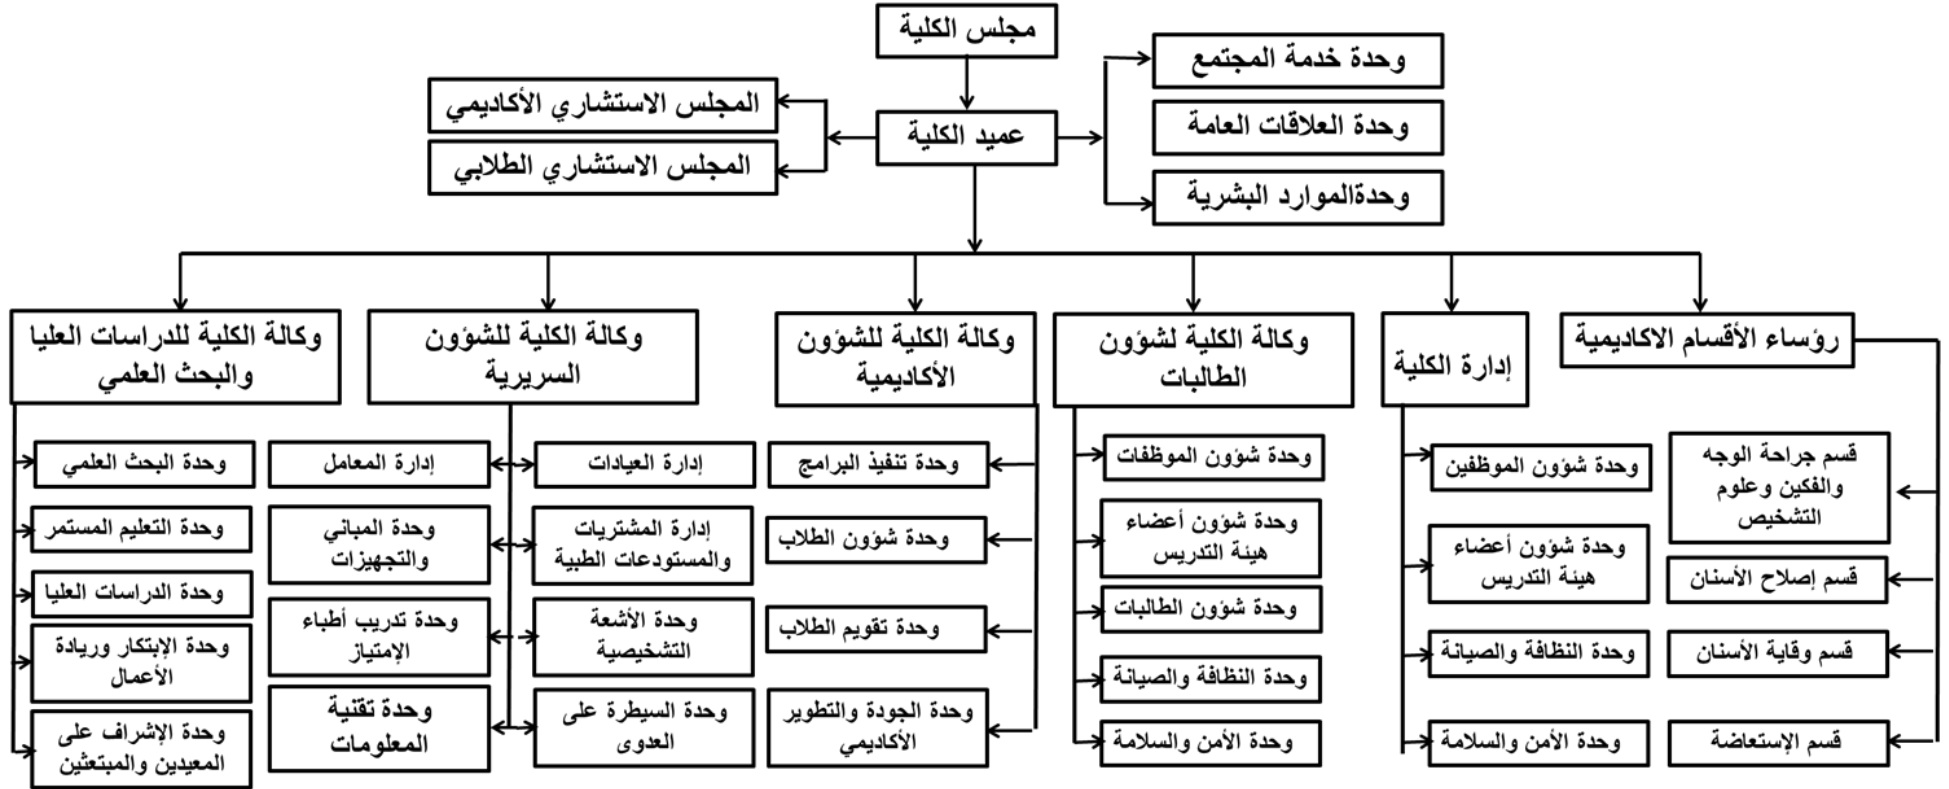 مجلس الكلية
وحدة خدمة المجتمع
المجلس الاستشاري الأكاديمي
وحدة العلاقات العامة
عميد الكلية
المجلس الاستشاري الطلابي
وحدةالموارد البشرية
رؤساء الأقسام الاكاديمية
إدارة الكلية
وكالة الكلية لشؤون
الطالبات
وكالة الكلية للشؤون
الأكاديمية
وكالة الكلية للشؤون
السريرية
وكالة الكلية للدراسات العليا
والبحث العلمي
قسم جراحة الوجه
والفكين وعلوم
التشخيص
قسم إصلاح الأسنان
قسم وقاية الأسنان
قسم الإستعاضة
وحدة شؤون الموظفين
وحدة شؤون أعضاء
هيئة التدريس
وحدة النظافة والصيانة
وحدة الأمن والسلامة
وحدة شؤون الموظفات
وحدة شؤون أعضاء
هيئة التدريس
وحدة شؤون الطالبات
وحدة النظافة والصيانة
وحدة الأمن والسلامة
وحدة تنفيذ البرامج
وحدة شؤون الطلاب
وحدة تقويم الطلاب
وحدة الجودة والتطوير
الأكاديمي
إدارة العيادات
إدارة المشتريات
والمستودعات الطبية
وحدة الأشعة
التشخيصية
وحدة السيطرة على
العدوى
إدارة المعامل
وحدة المباني
والتجهيزات
وحدة تدريب أطباء
الإمتياز
وحدة تقنية
المعلومات
وحدة البحث العلمي
وحدة التعليم المستمر
وحدة الدراسات العليا
وحدة الإبتكار وريادة
الأعمال
وحدة الإشراف على
المعيدين والمبتعثين